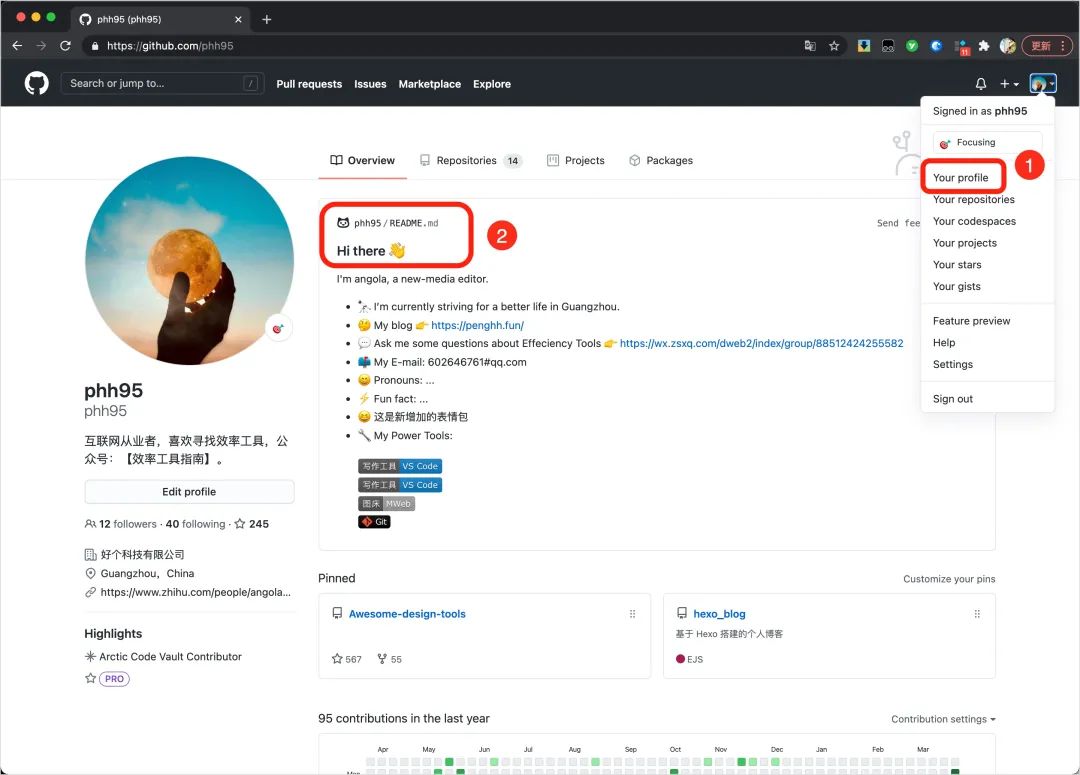 phh95 (phh95)
https://github.com/phh95
更新
11
Search or jump to...
/
Pull requests
Issues
Marketplace
Explore
Signed in as phh95
Focusing
Your profile
1
Your repositories
Your codespaces
Your projects
Your stars
Your gists
Feature preview
Help
Settings
Sign out
Overview
Repositories 14
Projects
Packages
phh95/README.md
Send fee
Hi there 👋
2
I'm angola, a new-media editor.
I'm currently striving for a better life in Guangzhou.
🤔 My blog 👉 https://penghh.fun/
💬 Ask me some questions about Effeciency Tools 👉 https://wx.zsxq.com/dweb2/index/group/88512424255582
📫 My E-mail: 602646761#qq.com
😄 Pronouns: ...
⚡ Fun fact: ...
😄 这是新增加的表情包
🔧 My Power Tools:
写作工具 VS Code
写作工具 VS Code
图床 MWeb
Git
phh95
phh95
互联网从业者，喜欢寻找效率工具，公
众号：【效率工具指南】。
Edit profile
12 followers · 40 following · 245
好个科技有限公司
Guangzhou，China
https://www.zhihu.com/people/angola...
Highlights
Arctic Code Vault Contributor
PRO
Pinned
Customize your pins
Awesome-design-tools
567 55
hexo_blog
基于 Hexo 搭建的个人博客
EJS
95 contributions in the last year
Contribution settings
Apr May Jun Jul Aug Sep Oct Nov Dec Jan Feb Mar
Mon